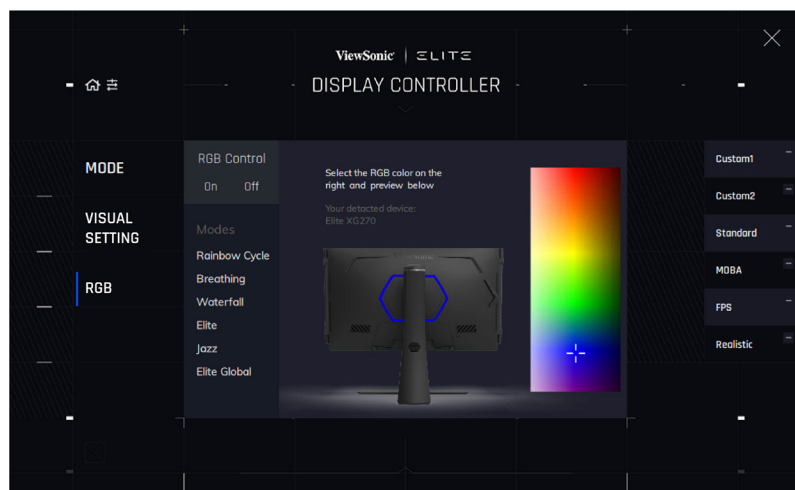 ViewSonic | ELITE
DISPLAY CONTROLLER
MODE
VISUAL
SETTING
RGB
RGB Control
On Off
Modes
Rainbow Cycle
Breathing
Waterfall
Elite
Jazz
Elite Global
Select the RGB color on the
right and preview below
Your detacted device:
Elite XG270
Custom1
Custom2
Standard
MOBA
FPS
Realistic